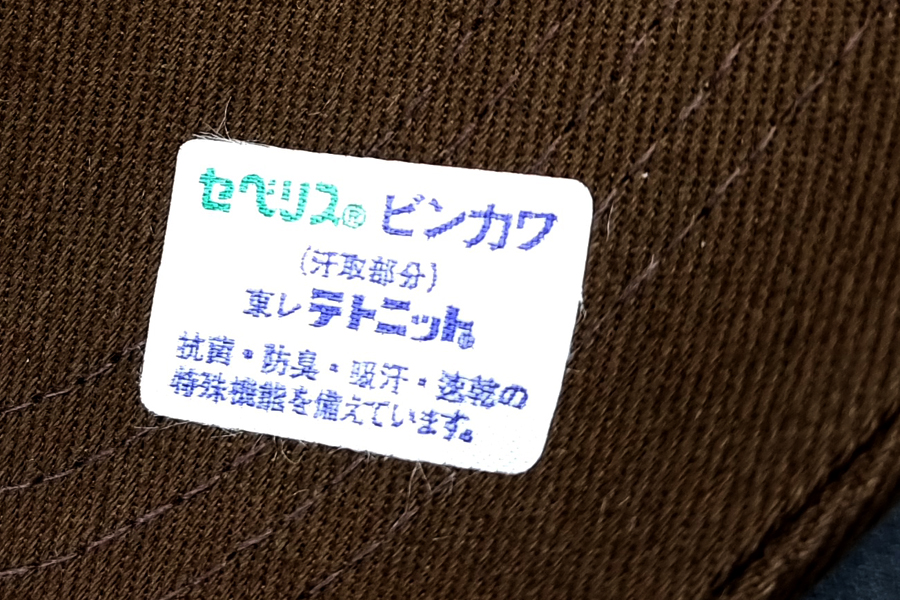 セベリス® ビンカワ
(汗取部分)
東レ テトニット®
抗菌・防臭・吸汗・速乾の
特殊機能を備えています。